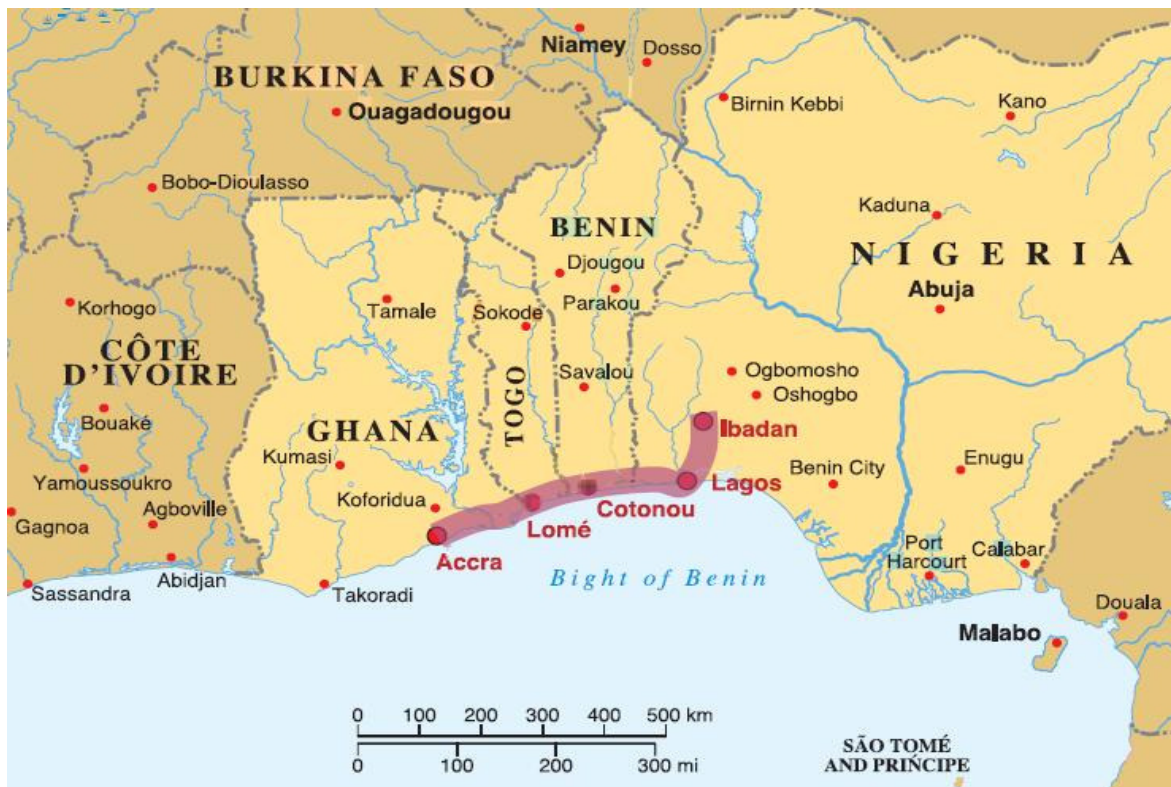 Niamey
Dosso
BURKINA FASO
Ouagadougou
Birnin Kebbi
Kano
Bobo-Dioulasso
Kaduna
BENIN
NIGERIA
Djougou
Abuja
Parakou
Korhogo
Tamale
Sokode
CÔTE
D'IVOIRE
TOGO
Savalou
Ogbomosho
Oshogbo
Bouaké
GHANA
Ibadan
Kumasi
Yamoussoukro
Benin City
Enugu
Lagos
Koforidua
Cotonou
Agboville
Gagnoa
Lomé
Accra
Port
Harcourt
Calabar
Abidjan
Bight of Benin
Sassandra
Takoradi
Douala
Malabo
0 100 200 300 400 500 km
0 100 200 300 mi
SÃO TOMÉ
AND PRIŃCIPE